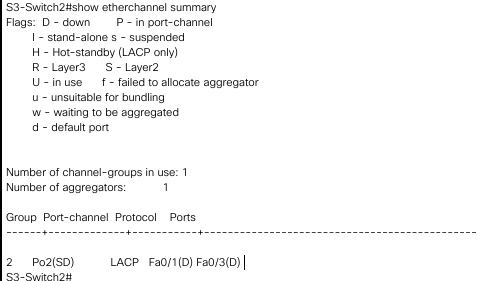 S3-Switch2#show etherchannel summary
Flags: D - down P - in port-channel
I - stand-alone s - suspended
H - Hot-standby (LACP only)
R - Layer3 S - Layer2
U - in use f - failed to allocate aggregator
u - unsuitable for bundling
w - waiting to be aggregated
d - default port
Number of channel-groups in use: 1
Number of aggregators: 1
Group Port-channel Protocol Ports
------+-------------+-----------+----------------------------------------------
2 Po2(SD) LACP Fa0/1(D) Fa0/3(D)
S3-Switch2#